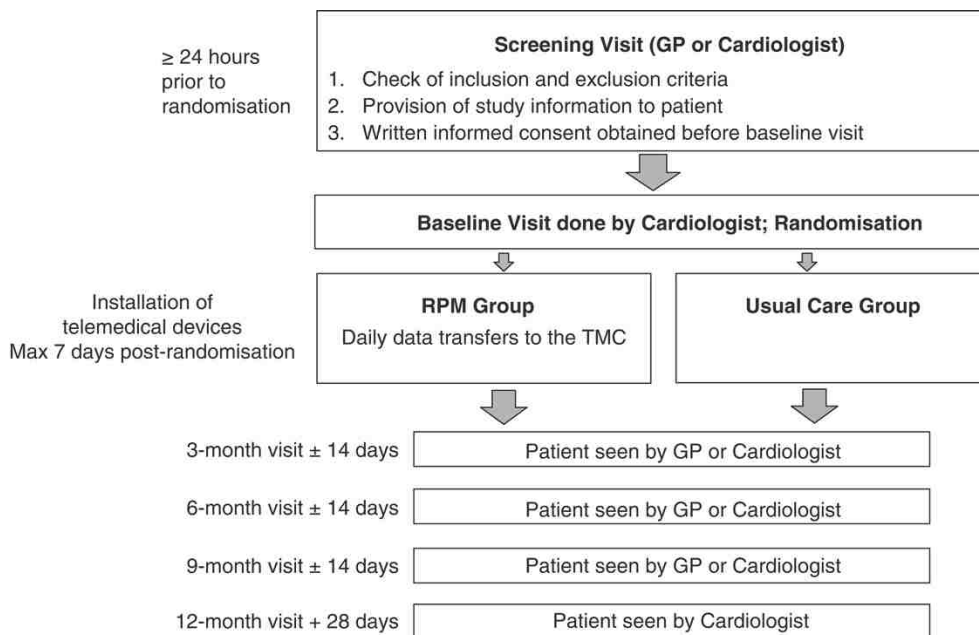 ≥ 24 hours
prior to
randomisation
Screening Visit (GP or Cardiologist)
1. Check of inclusion and exclusion criteria
2. Provision of study information to patient
3. Written informed consent obtained before baseline visit
Baseline Visit done by Cardiologist; Randomisation
Installation of
telemedical devices
Max 7 days post-randomisation
RPM Group
Daily data transfers to the TMC
Usual Care Group
3-month visit ± 14 days
Patient seen by GP or Cardiologist
6-month visit ± 14 days
Patient seen by GP or Cardiologist
9-month visit ± 14 days
Patient seen by GP or Cardiologist
12-month visit + 28 days
Patient seen by Cardiologist